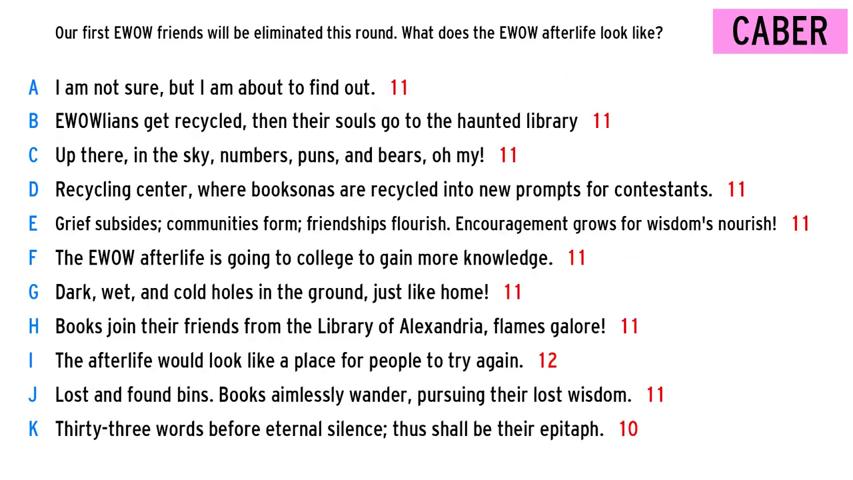 Our first EWOW friends will be eliminated this round. What does the EWOW afterlife look like?
CABER
A I am not sure, but I am about to find out. 11
B EWOWlians get recycled, then their souls go to the haunted library 11
C Up there, in the sky, numbers, puns, and bears, oh my! 11
D Recycling center, where booksonas are recycled into new prompts for contestants. 11
E Grief subsides; communities form; friendships flourish. Encouragement grows for wisdom's nourish! 11
F The EWOW afterlife is going to college to gain more knowledge. 11
G Dark, wet, and cold holes in the ground, just like home! 11
H Books join their friends from the Library of Alexandria, flames galore! 11
I The afterlife would look like a place for people to try again. 12
J Lost and found bins. Books aimlessly wander, pursuing their lost wisdom. 11
K Thirty-three words before eternal silence; thus shall be their epitaph. 10